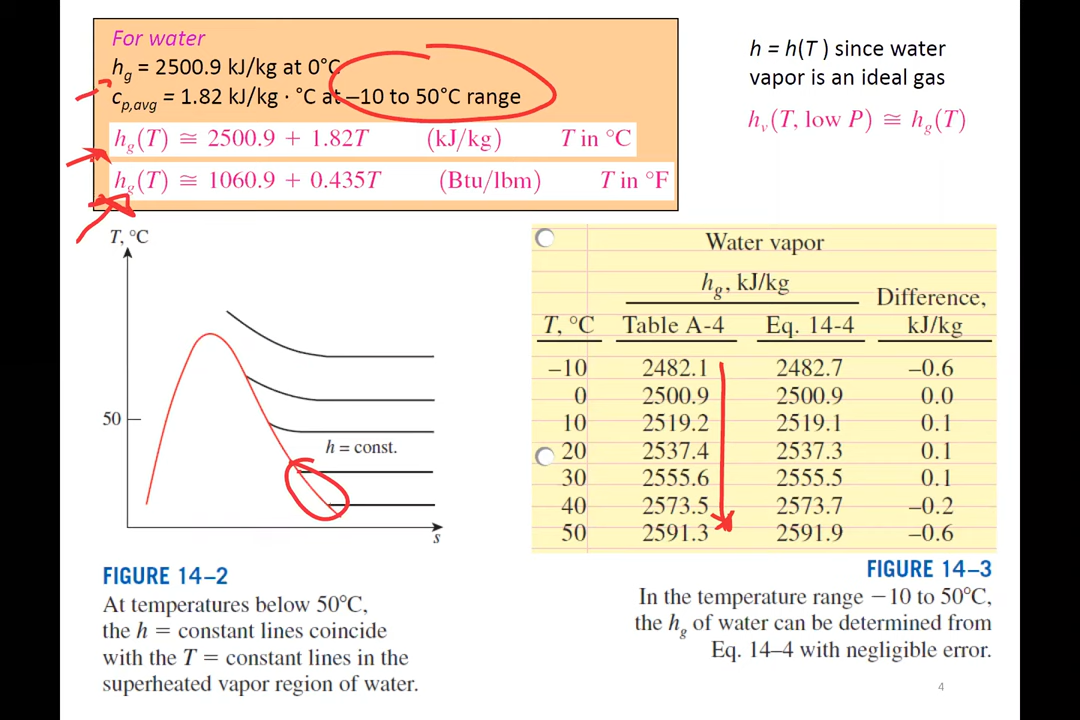 For water
hg = 2500.9 kJ/kg at 0°C
cp,avg = 1.82 kJ/kg · °C at −10 to 50°C range
hg(T) ≅ 2500.9 + 1.82T (kJ/kg) T in °C
hg(T) ≅ 1060.9 + 0.435T (Btu/lbm) T in °F
h = h(T ) since water
vapor is an ideal gas
hv(T, low P) ≅ hg(T)
T, °C
50
h = const.
s
FIGURE 14–2
At temperatures below 50°C,
the h = constant lines coincide
with the T = constant lines in the
superheated vapor region of water.
Water vapor
hg, kJ/kg
Difference,
T, °C Table A-4 Eq. 14-4 kJ/kg
−10 2482.1 2482.7 −0.6
0 2500.9 2500.9 0.0
10 2519.2 2519.1 0.1
20 2537.4 2537.3 0.1
30 2555.6 2555.5 0.1
40 2573.5 2573.7 −0.2
50 2591.3 2591.9 −0.6
FIGURE 14–3
In the temperature range −10 to 50°C,
the hg of water can be determined from
Eq. 14–4 with negligible error.
4